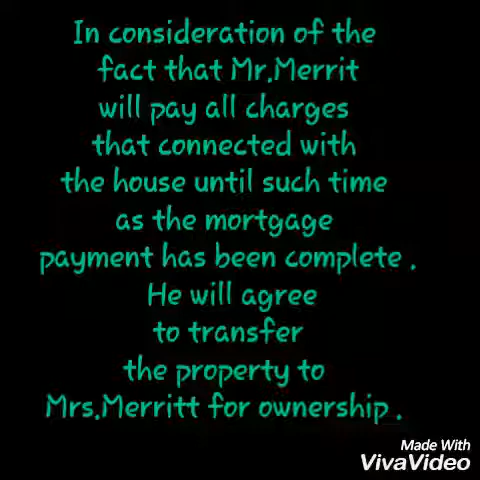 In consideration of the
fact that Mr.Merrit
will pay all charges
that connected with
the house until such time
as the mortgage
payment has been complete .
He will agree
to transfer
the property to
Mrs.Merritt for ownership .
Made With
VivaVideo